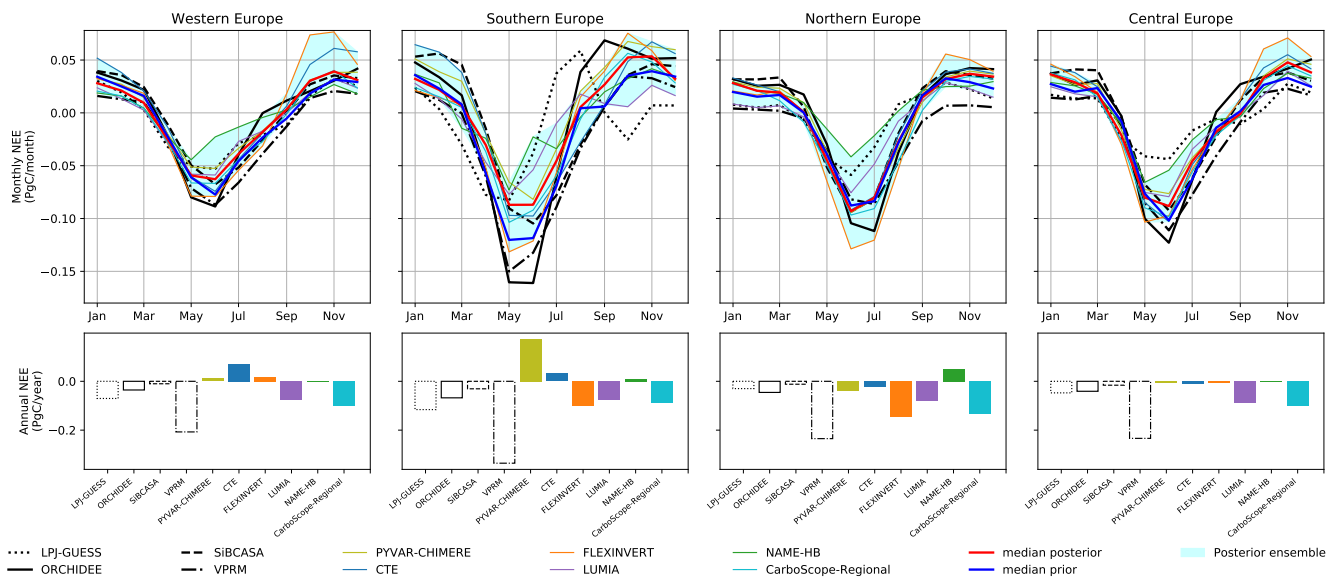 Western Europe
Southern Europe
Northern Europe
Central Europe
Monthly NEE
(PgC/month)
0.05
0.00
−0.05
−0.10
−0.15
Jan Mar May Jul Sep Nov
Jan Mar May Jul Sep Nov
Jan Mar May Jul Sep Nov
Jan Mar May Jul Sep Nov
Annual NEE
(PgC/year)
0.0
−0.2
LPJ-GUESS
ORCHIDEE
SiBCASA
VPRM
PYVAR-CHIMERE
CTE
FLEXINVERT
LUMIA
NAME-HB
CarboScope-Regional
LPJ-GUESS
ORCHIDEE
SiBCASA
VPRM
PYVAR-CHIMERE
CTE
FLEXINVERT
LUMIA
NAME-HB
CarboScope-Regional
LPJ-GUESS
ORCHIDEE
SiBCASA
VPRM
PYVAR-CHIMERE
CTE
FLEXINVERT
LUMIA
NAME-HB
CarboScope-Regional
LPJ-GUESS
ORCHIDEE
SiBCASA
VPRM
PYVAR-CHIMERE
CTE
FLEXINVERT
LUMIA
NAME-HB
CarboScope-Regional
LPJ-GUESS SiBCASA PYVAR-CHIMERE FLEXINVERT NAME-HB median posterior Posterior ensemble
ORCHIDEE VPRM CTE LUMIA CarboScope-Regional median prior